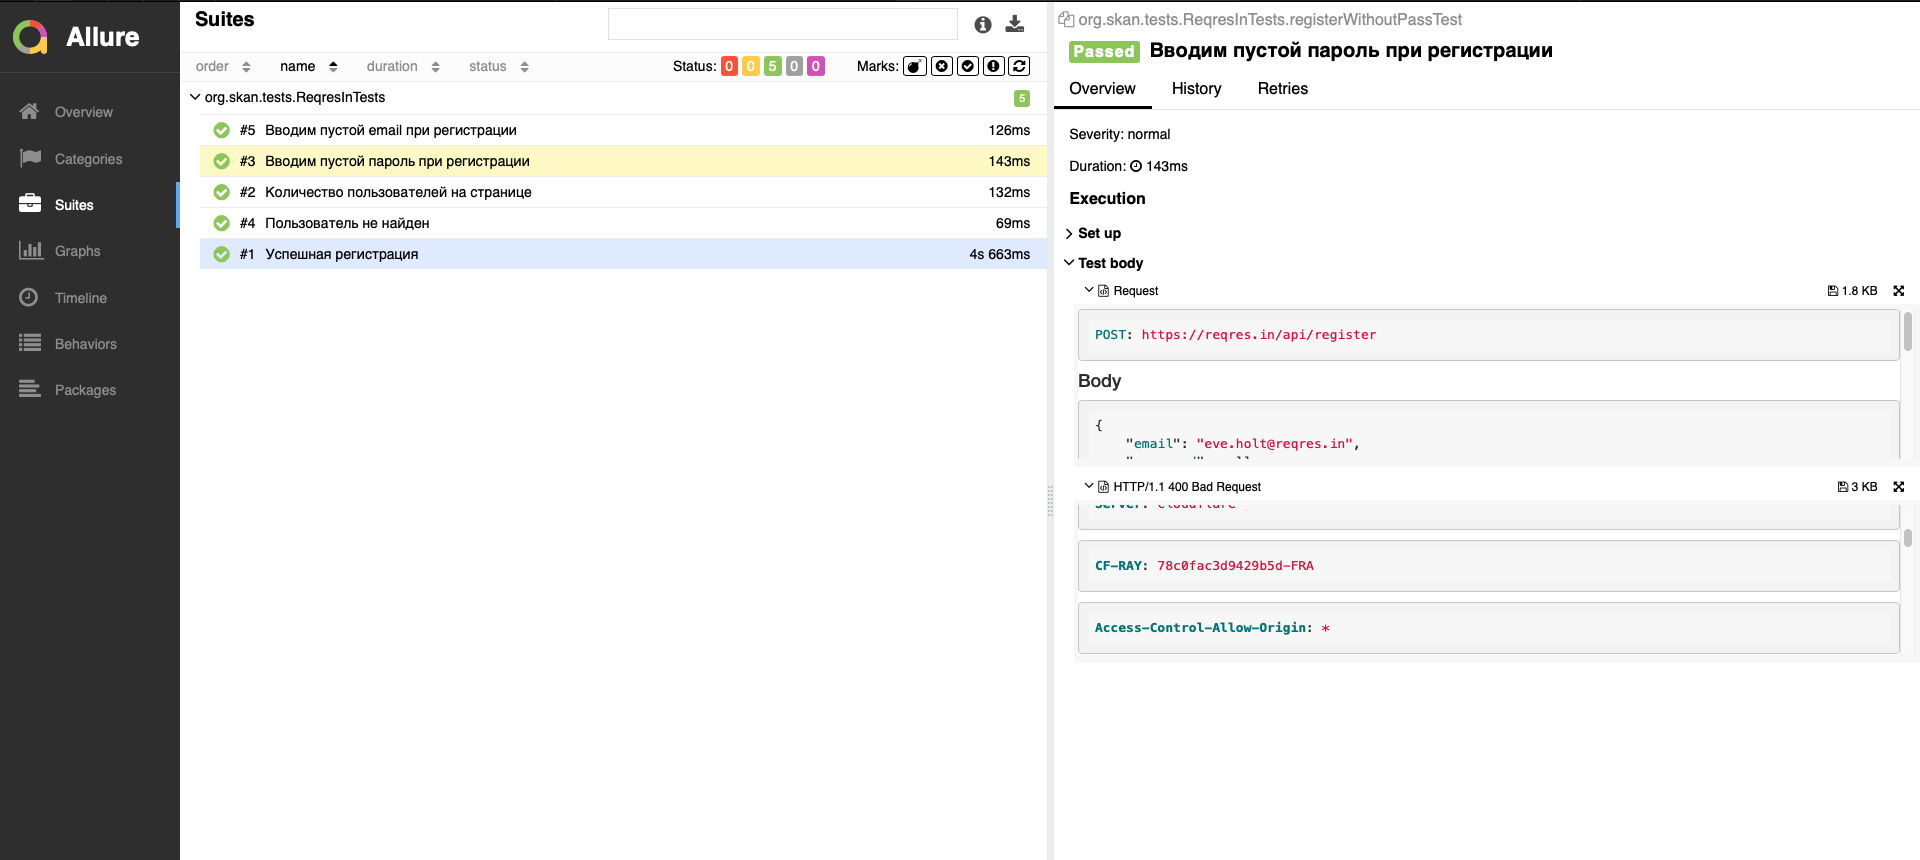 Allure
Overview
Categories
Suites
Graphs
Timeline
Behaviors
Packages
Suites
order name duration status Status: 0 0 5 0 0 Marks:
org.skan.tests.ReqresInTests 5
#5 Вводим пустой email при регистрации 126ms
#3 Вводим пустой пароль при регистрации 143ms
#2 Количество пользователей на странице 132ms
#4 Пользователь не найден 69ms
#1 Успешная регистрация 4s 663ms
org.skan.tests.ReqresInTests.registerWithoutPassTest
Passed Вводим пустой пароль при регистрации
Overview History Retries
Severity: normal
Duration: 143ms
Execution
Set up
Test body
Request 1.8 KB
POST: https://reqres.in/api/register
Body
{
"email": "eve.holt@reqres.in",
HTTP/1.1 400 Bad Request 3 KB
Server: cloudflare
CF-RAY: 78c0fac3d9429b5d-FRA
Access-Control-Allow-Origin: *